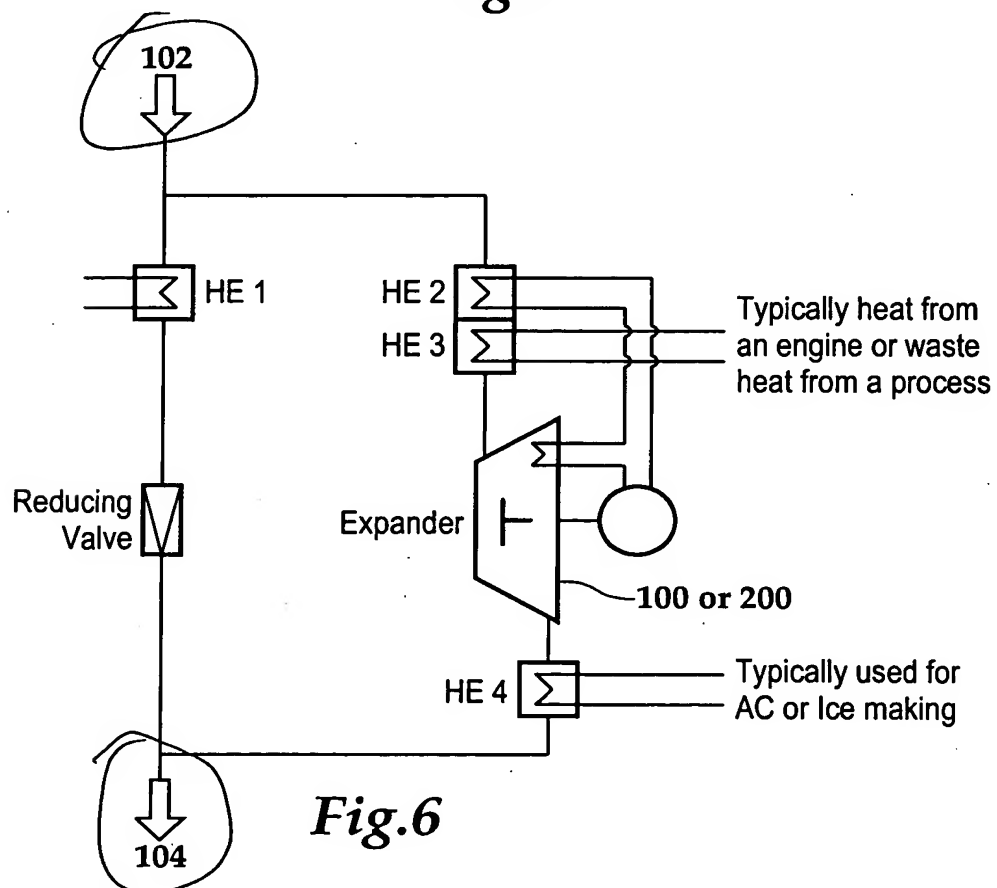 102
HE 1
HE 2
HE 3
Typically heat from
an engine or waste
heat from a process
Reducing
Valve
Expander
100 or 200
HE 4
Typically used for
AC or Ice making
104
Fig.6